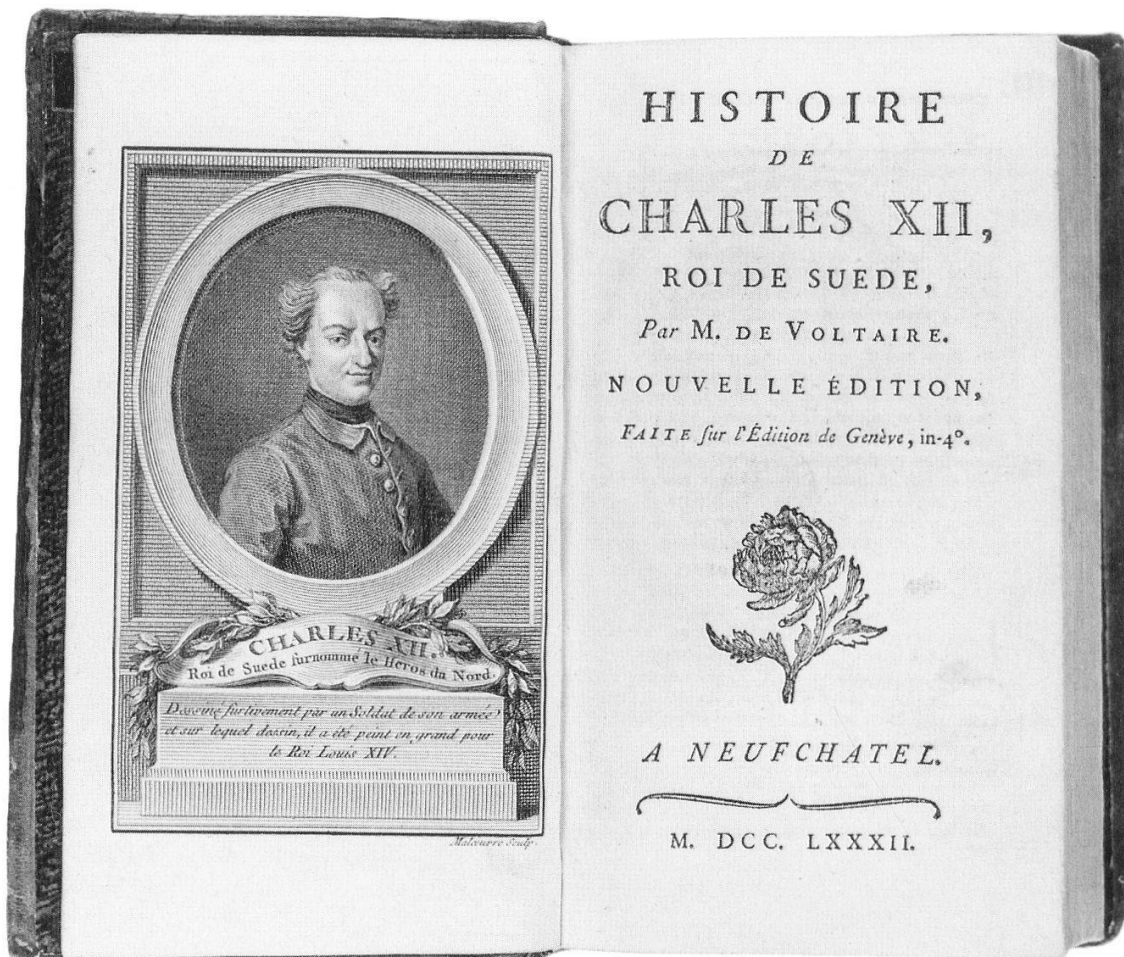 CHARLES XII.
Roi de Suede surnommé le Heros du Nord.
Dessiné furtivement par un Soldat de son armée
et sur lequel dessin, il a été peint en grand pour
le Roi Louis XIV.
Maloeuvre Sculp.
HISTOIRE
DE
CHARLES XII,
ROI DE SUEDE,
Par M. DE VOLTAIRE.
NOUVELLE ÉDITION,
FAITE sur l'Édition de Genève, in-4°.
A NEUFCHATEL.
M. DCC. LXXXII.